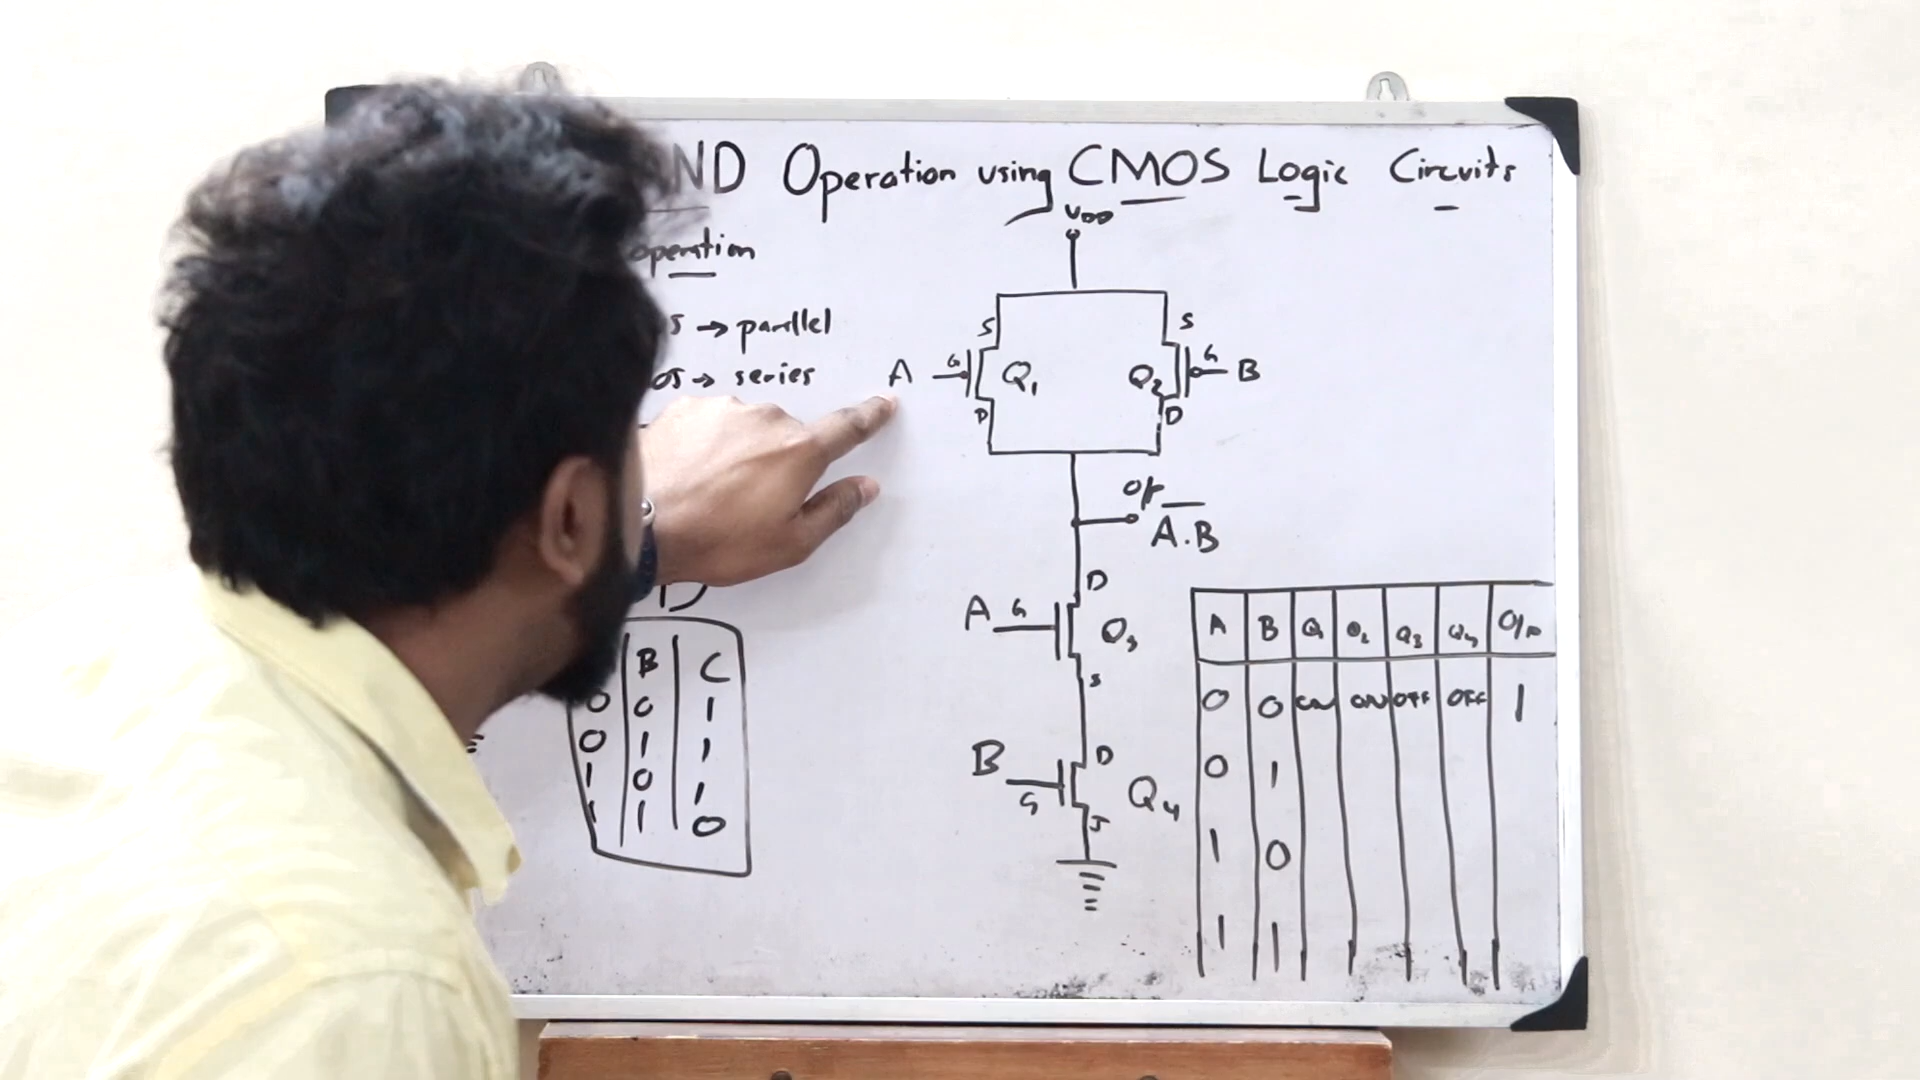 ND Operation using CMOS Logic Circuits
operation
S → parallel
OS → series
VDD
S S
A G Q1 Q2 G B
D D
O/P
A.B
D
A G Q3
S
B D
G Q4
S
B C
0 0 1
0 1 1
1 0 1
1 1 0
A B Q1 Q2 Q3 Q4 O/P
0 0 ON ON OFF OFF 1
0 1
1 0
1 1